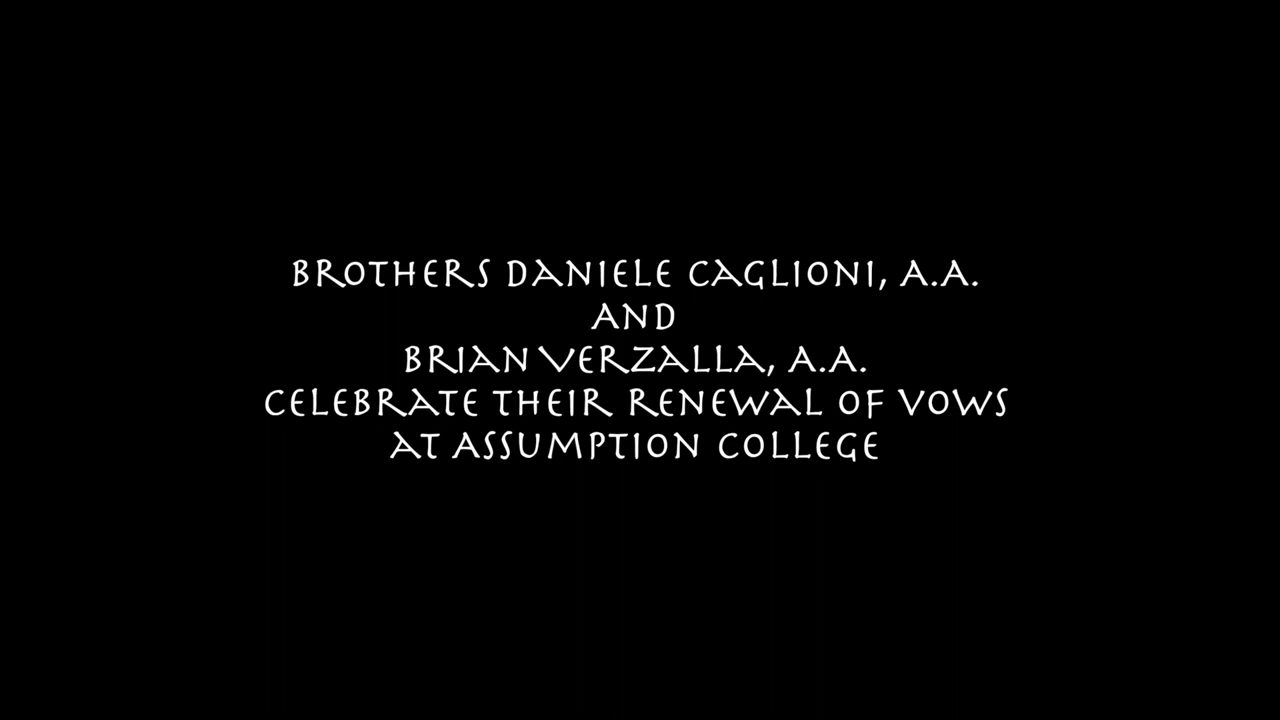 BROTHERS DANIELE CAGLIONI, A.A.
AND
BRIAN VERZALLA, A.A.
CELEBRATE THEIR RENEWAL OF VOWS
AT ASSUMPTION COLLEGE